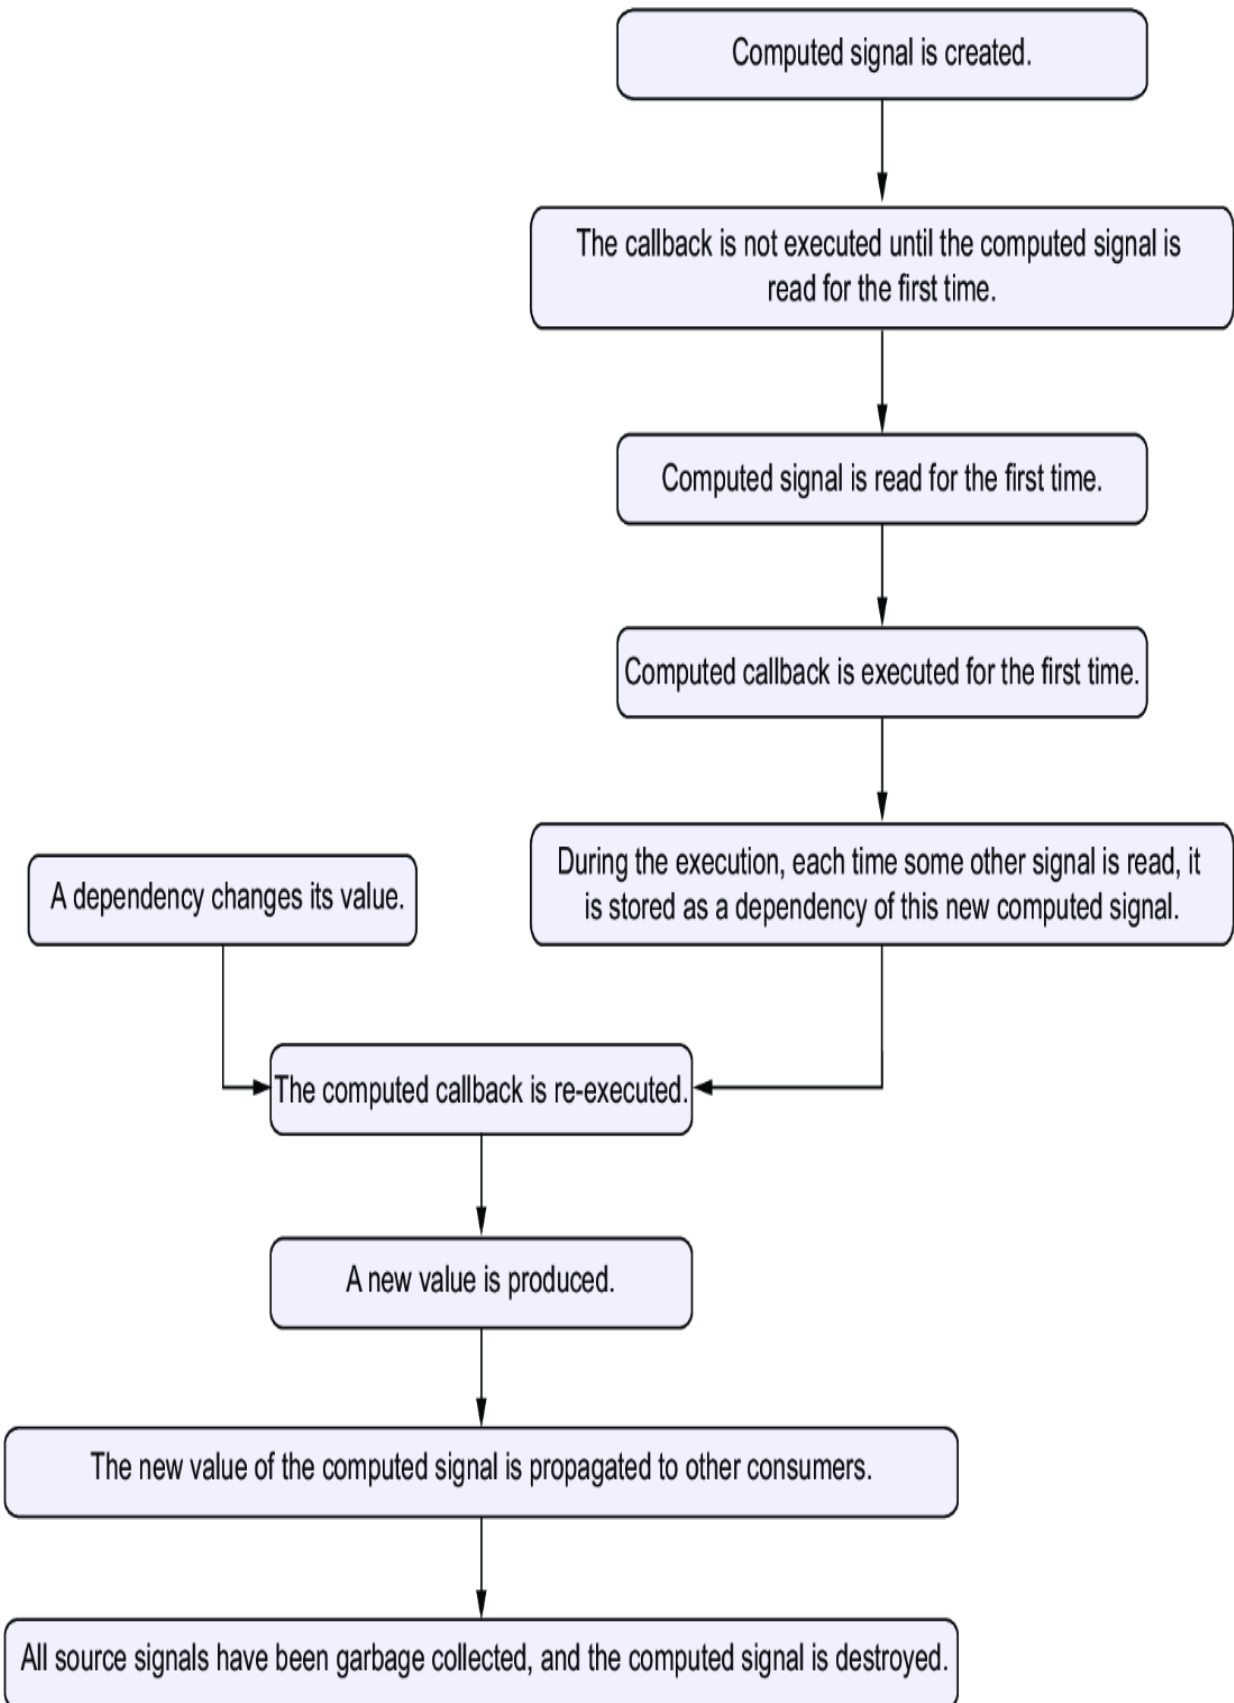 Computed signal is created.
The callback is not executed until the computed signal is
read for the first time.
Computed signal is read for the first time.
Computed callback is executed for the first time.
During the execution, each time some other signal is read, it
is stored as a dependency of this new computed signal.
A dependency changes its value.
The computed callback is re-executed.
A new value is produced.
The new value of the computed signal is propagated to other consumers.
All source signals have been garbage collected, and the computed signal is destroyed.